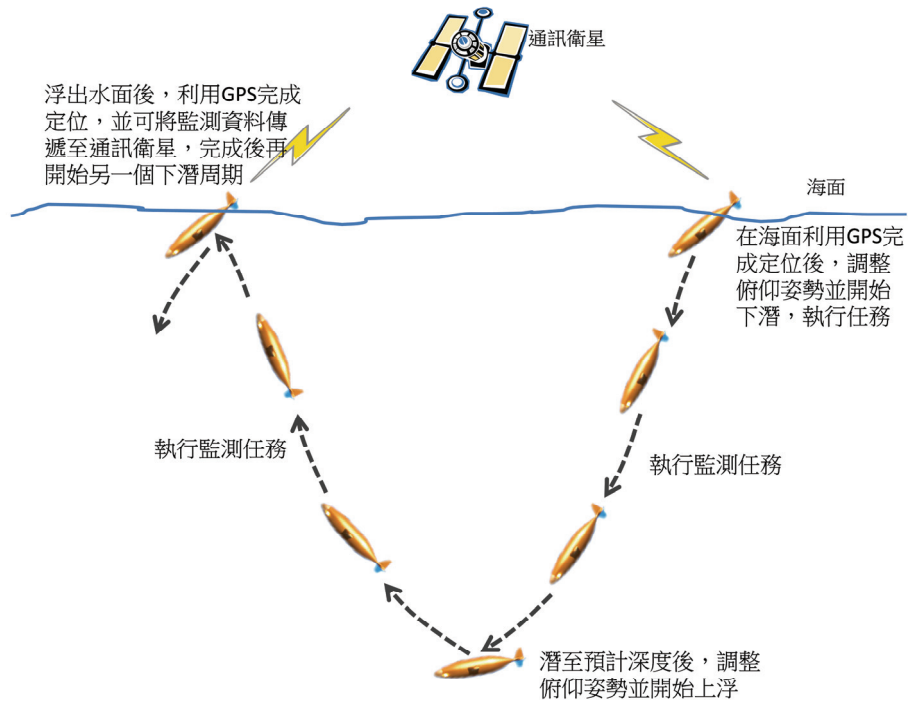 通訊衛星
浮出水面後，利用GPS完成
定位，並可將監測資料傳
遞至通訊衛星，完成後再
開始另一個下潛周期
海面
在海面利用GPS完
成定位後，調整
俯仰姿勢並開始
下潛，執行任務
執行監測任務
執行監測任務
潛至預計深度後，調整
俯仰姿勢並開始上浮